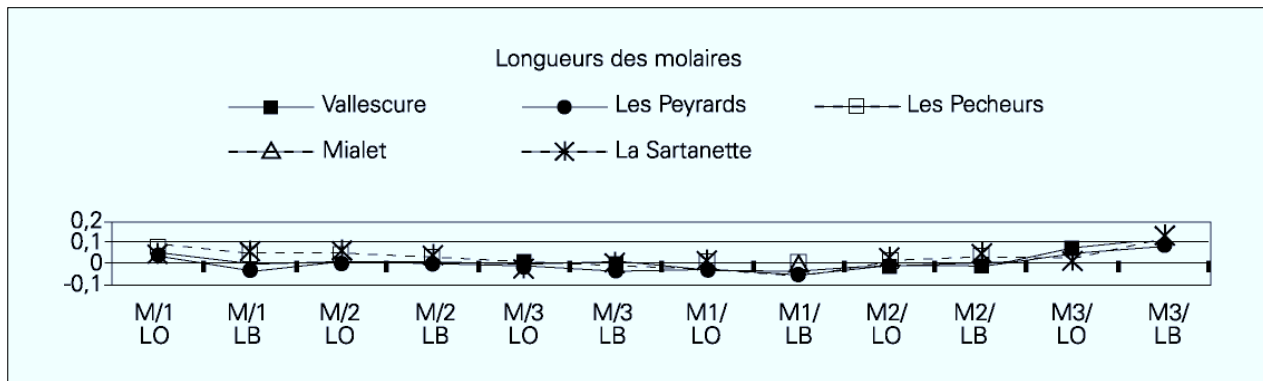 Longueurs des molaires
Vallescure Les Peyrards Les Pecheurs
Mialet La Sartanette
0,2
0,1
0
-0,1
M/1 M/1 M/2 M/2 M/3 M/3 M1/ M1/ M2/ M2/ M3/ M3/
LO LB LO LB LO LB LO LB LO LB LO LB